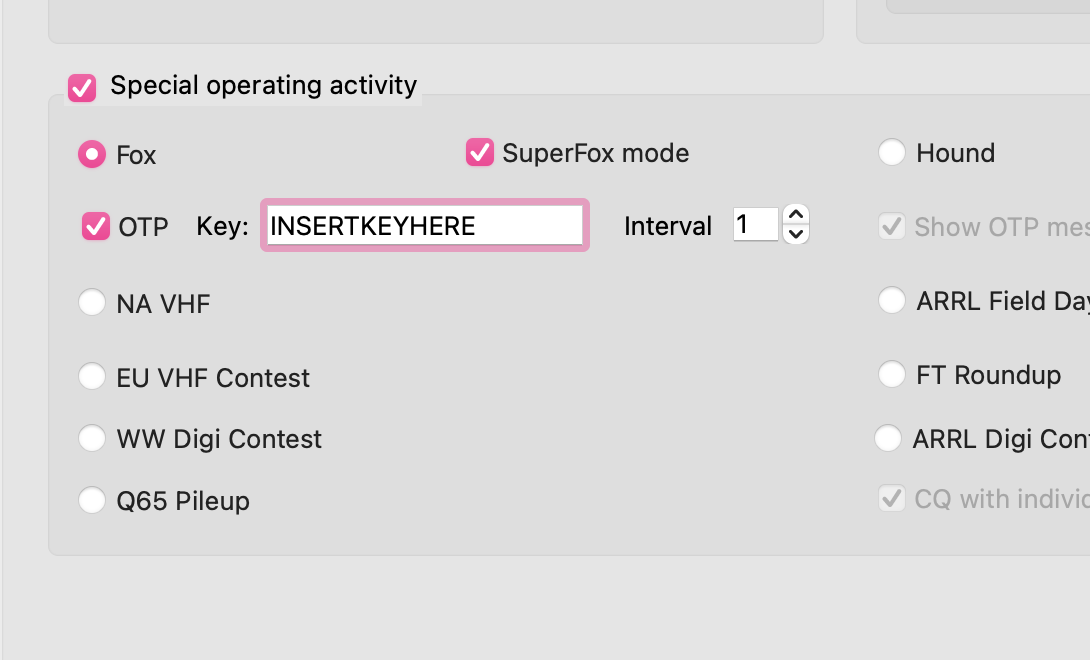 Special operating activity
Fox SuperFox mode Hound
OTP Key: INSERTKEYHERE Interval 1 Show OTP mes
NA VHF ARRL Field Day
EU VHF Contest FT Roundup
WW Digi Contest ARRL Digi Con
Q65 Pileup CQ with individ